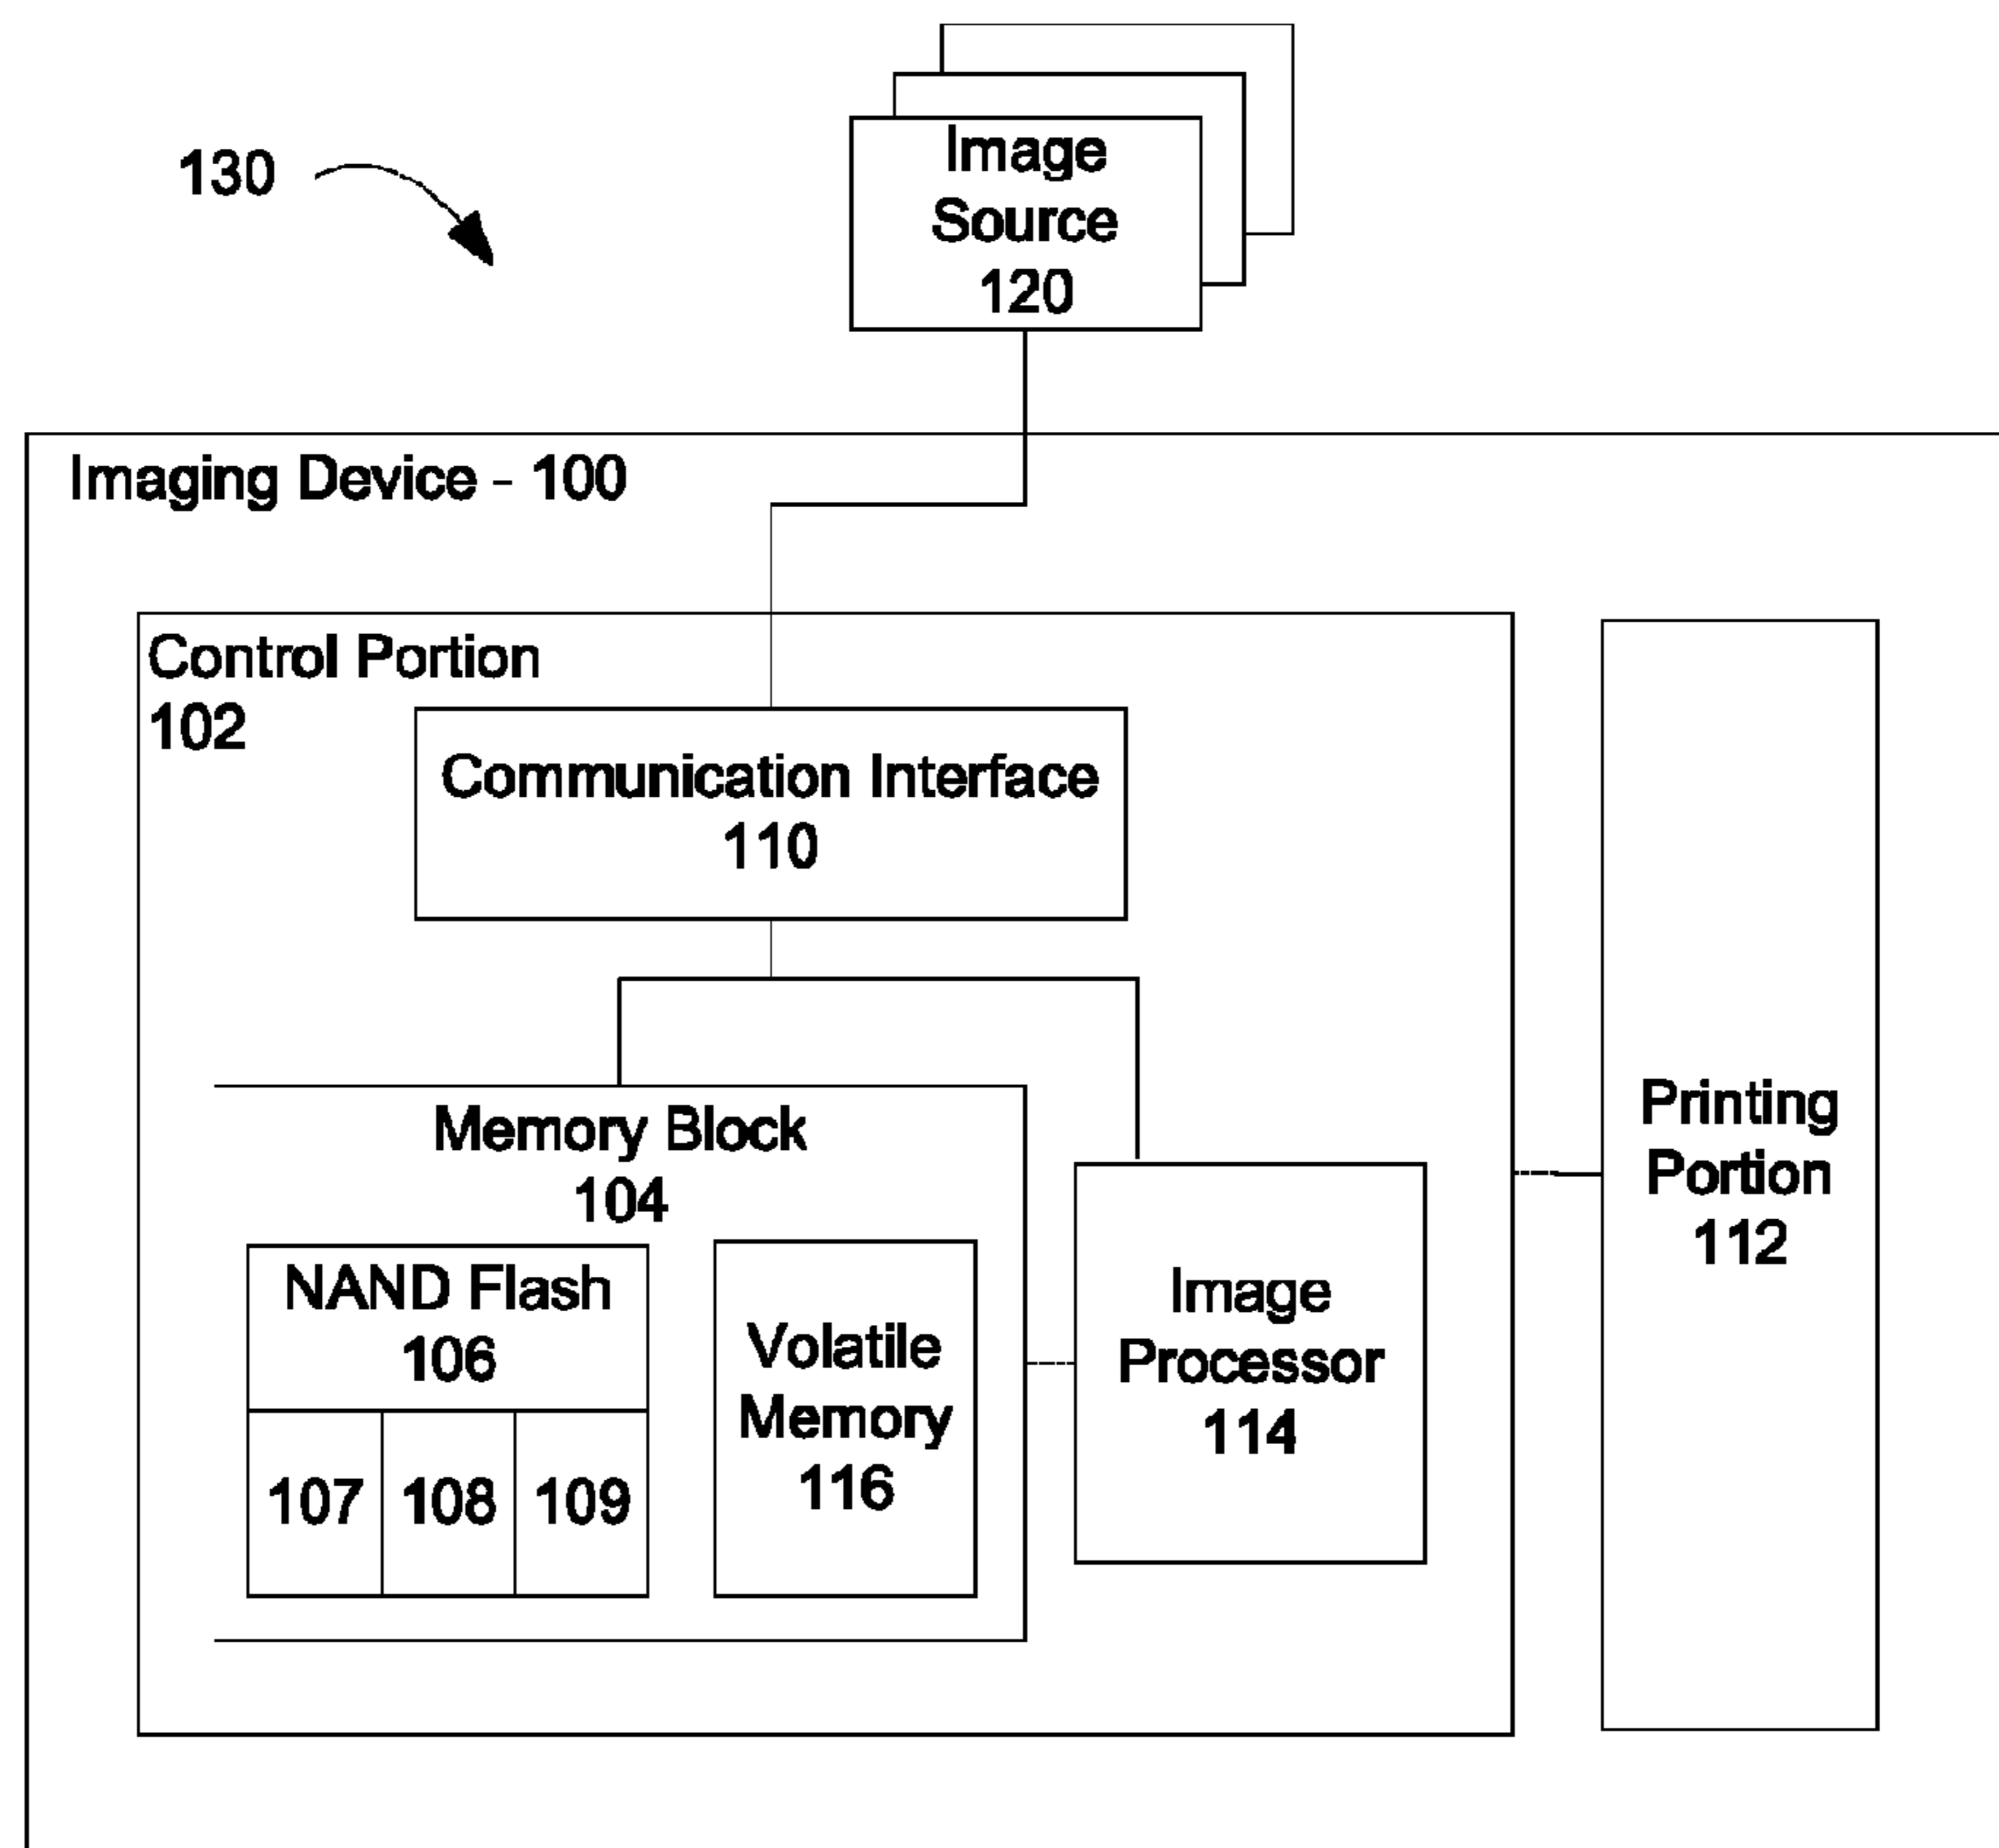 130
Image
Source
120
Imaging Device - 100
Control Portion
102
Communication Interface
110
Memory Block
104
NAND Flash
106
107 108 109
Volatile
Memory
116
Image
Processor
114
Printing
Portion
112